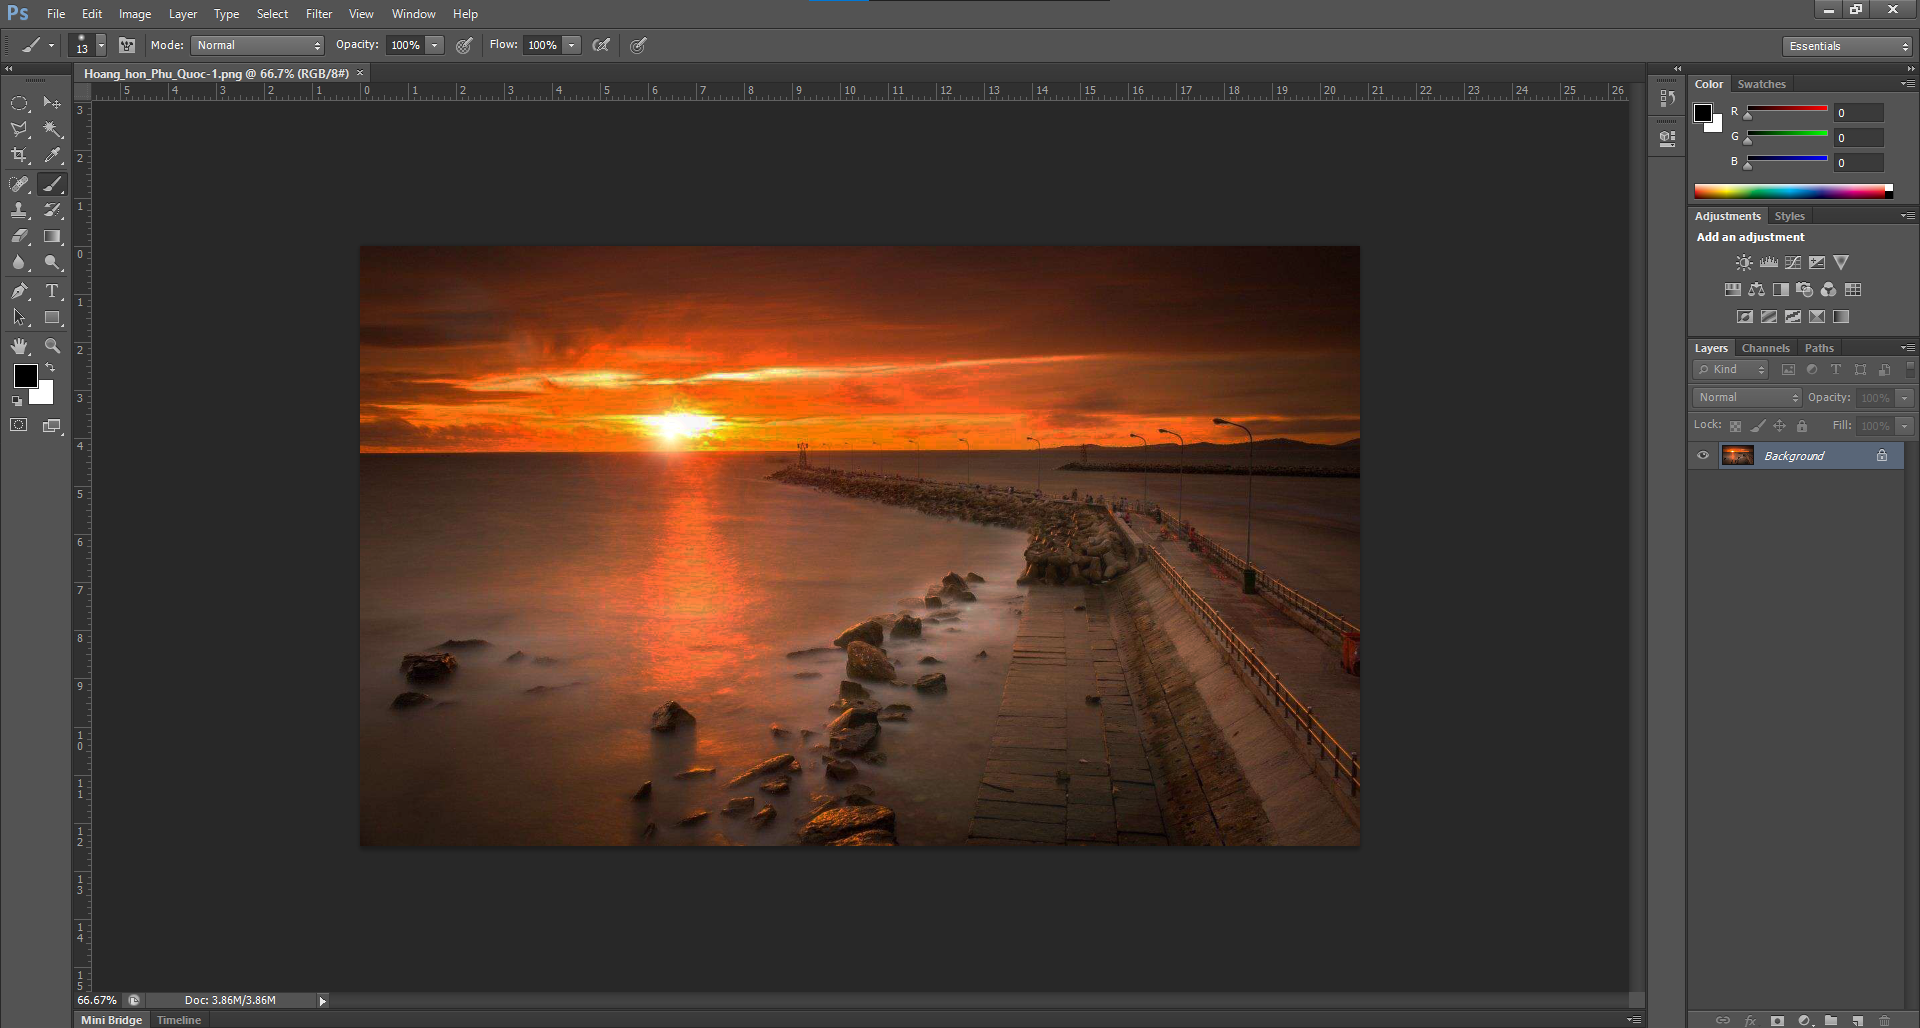 Ps File Edit Image Layer Type Select Filter View Window Help
13 Mode: Normal Opacity: 100% Flow: 100% Essentials
Hoang_hon_Phu_Quoc-1.png @ 66.7% (RGB/8#) ×
5 4 3 2 1 0 1 2 3 4 5 6 7 8 9 10 11 12 13 14 15 16 17 18 19 20 21 22 23 24 25 26
3
2
1
0
1
2
3
4
5
6
7
8
9
10
11
12
13
14
15
Color Swatches
R 0
G 0
B 0
Adjustments Styles
Add an adjustment
Layers Channels Paths
Kind T
Normal Opacity: 100%
Lock: Fill: 100%
Background
T
66.67% Doc: 3.86M/3.86M
fx
Mini Bridge Timeline